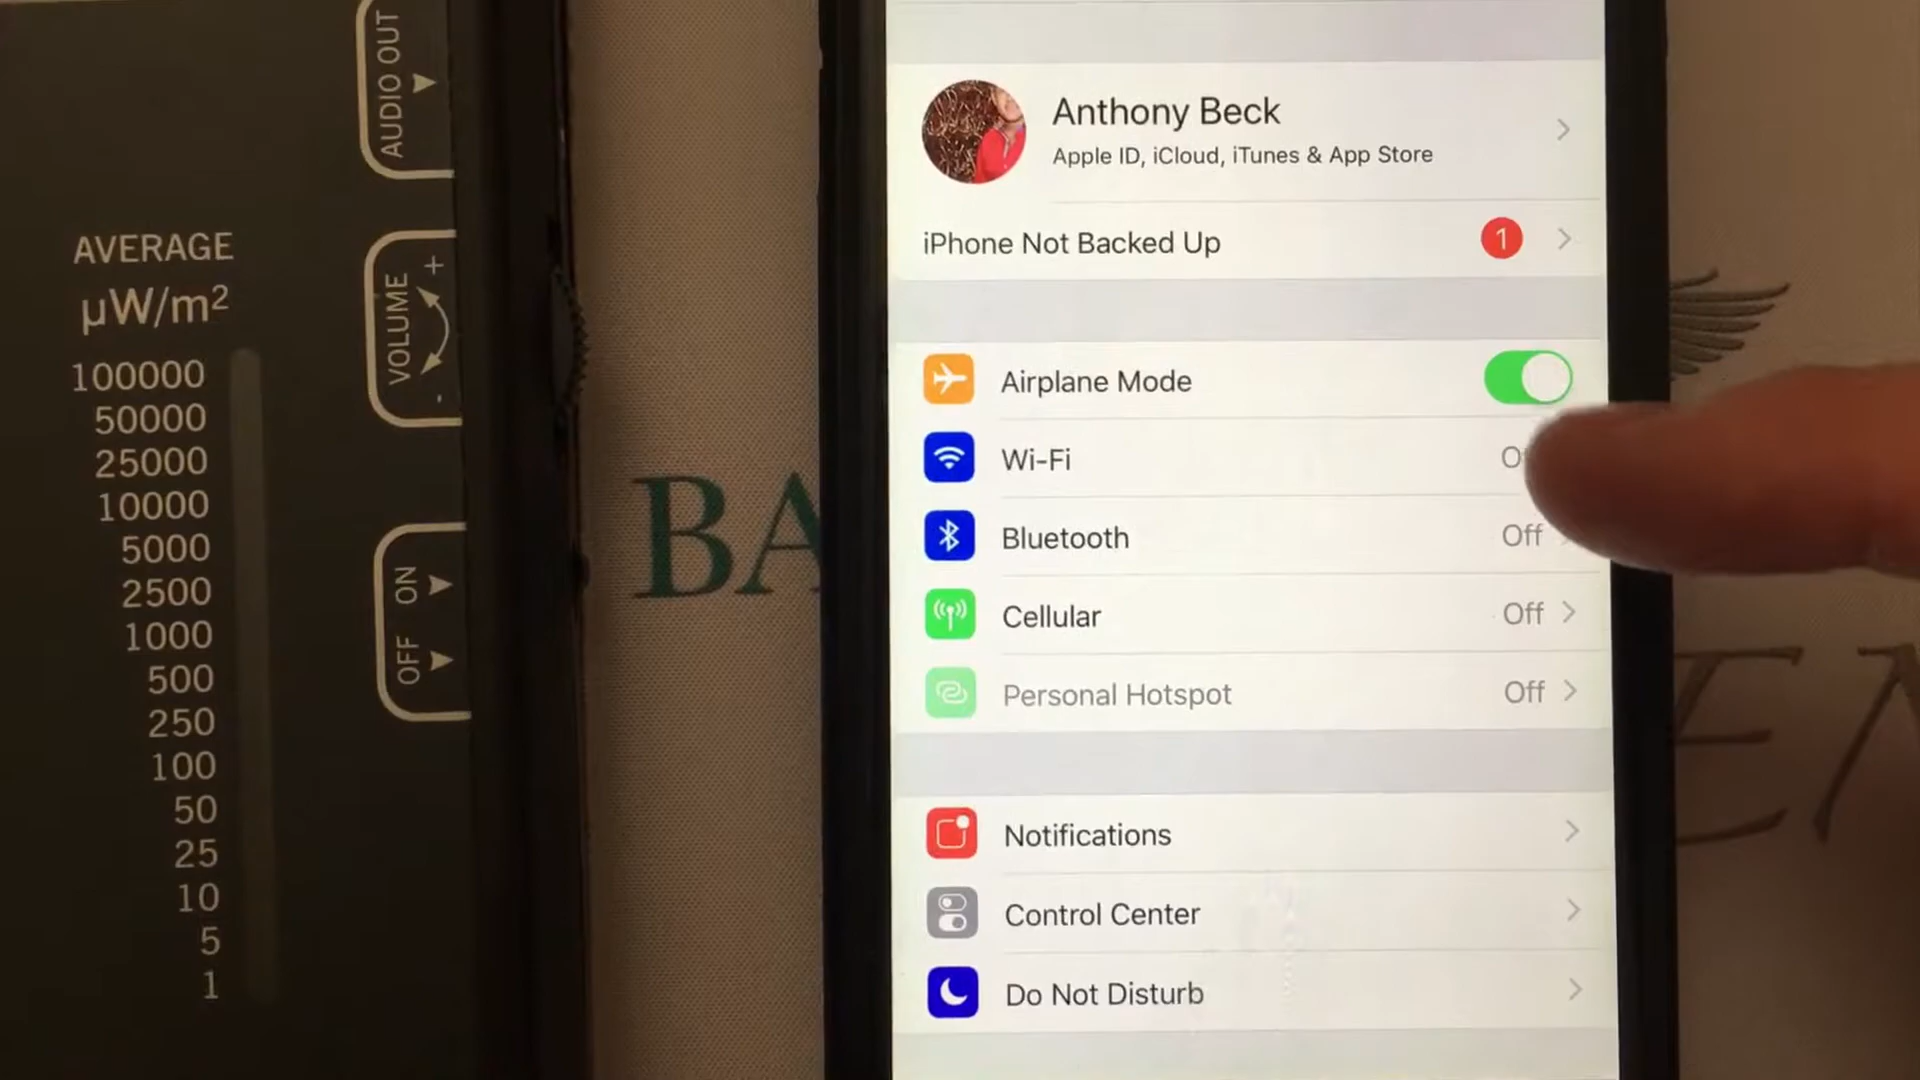 AUDIO OUT
AVERAGE
µW/m²
100000
50000
25000
10000
5000
2500
1000
500
250
100
50
25
10
5
1
VOLUME
+
-
ON
OFF
BA
Anthony Beck
Apple ID, iCloud, iTunes & App Store
iPhone Not Backed Up
1
Airplane Mode
Wi-Fi
Bluetooth Off
Cellular Off
Personal Hotspot Off
Notifications
Control Center
Do Not Disturb